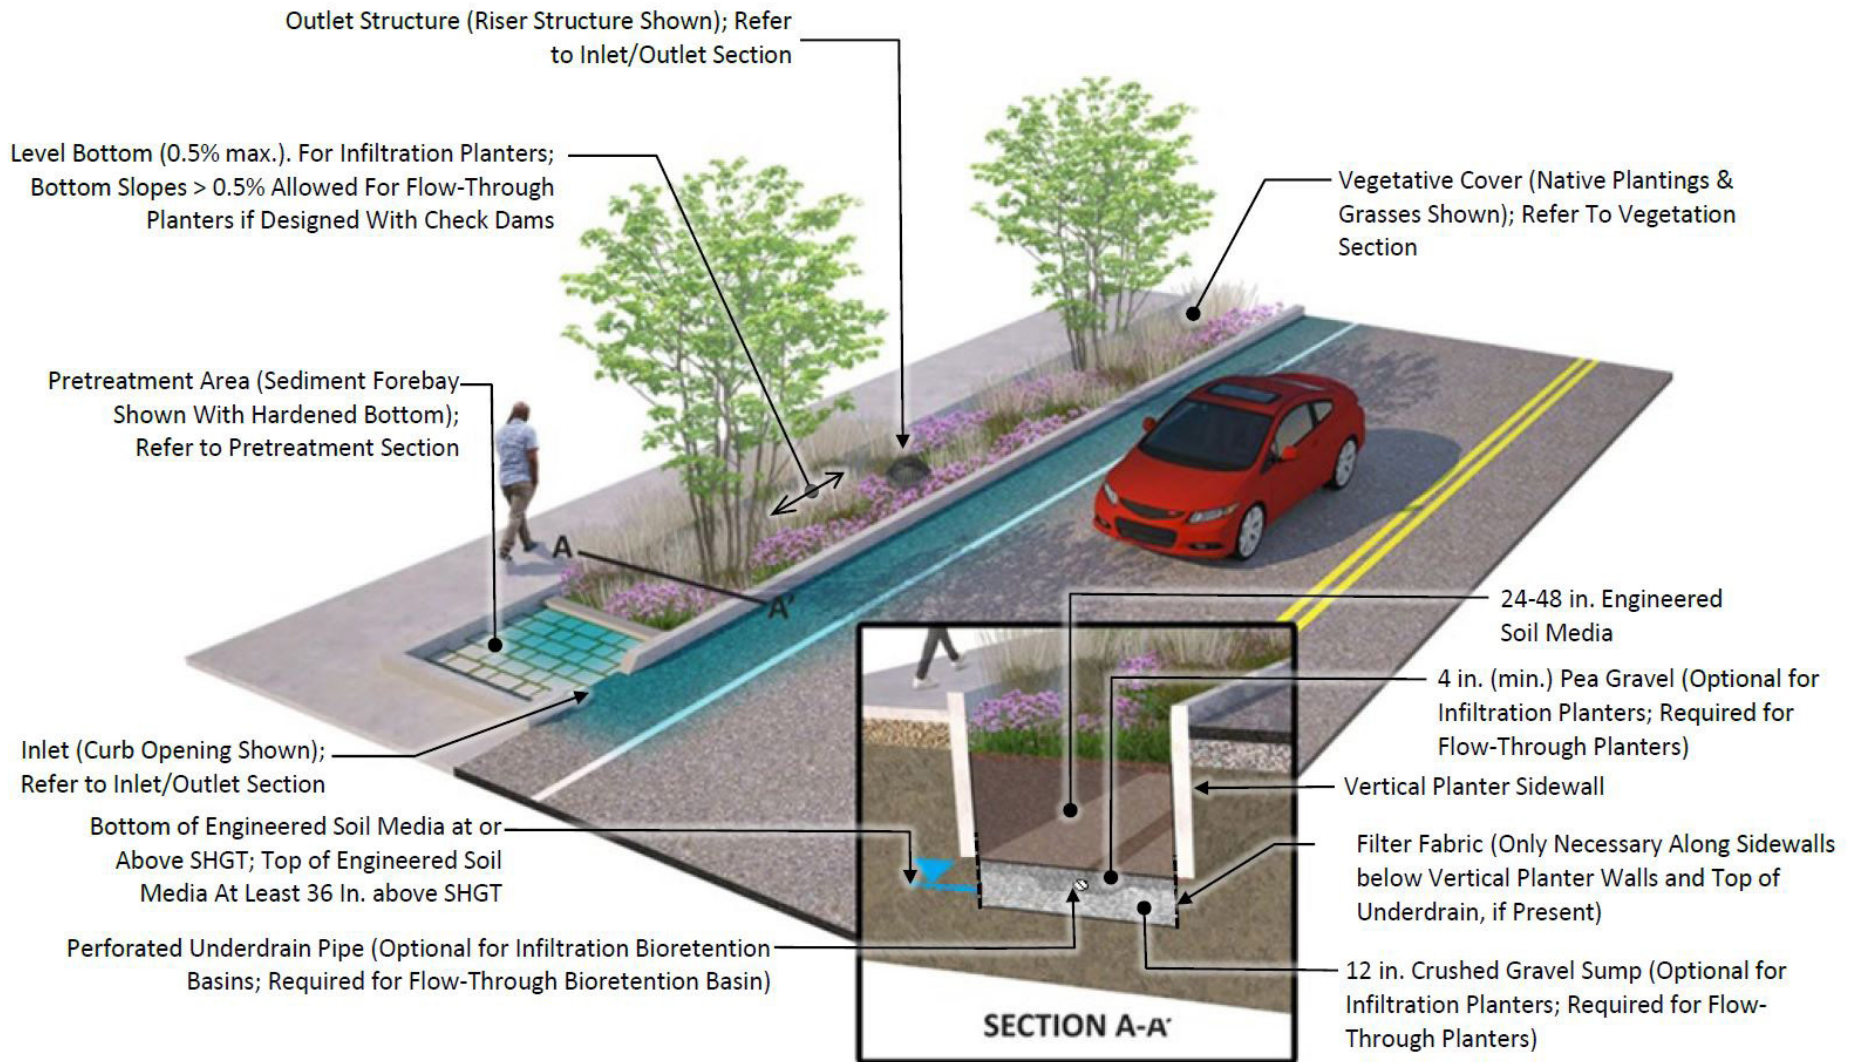 Outlet Structure (Riser Structure Shown); Refer
to Inlet/Outlet Section
Level Bottom (0.5% max.). For Infiltration Planters;
Bottom Slopes > 0.5% Allowed For Flow-Through
Planters if Designed With Check Dams
Vegetative Cover (Native Plantings &
Grasses Shown); Refer To Vegetation
Section
Pretreatment Area (Sediment Forebay
Shown With Hardened Bottom);
Refer to Pretreatment Section
A
A'
24-48 in. Engineered
Soil Media
4 in. (min.) Pea Gravel (Optional for
Infiltration Planters; Required for
Flow-Through Planters)
Inlet (Curb Opening Shown);
Refer to Inlet/Outlet Section
Vertical Planter Sidewall
Bottom of Engineered Soil Media at or
Above SHGT; Top of Engineered Soil
Media At Least 36 In. above SHGT
Filter Fabric (Only Necessary Along Sidewalls
below Vertical Planter Walls and Top of
Underdrain, if Present)
Perforated Underdrain Pipe (Optional for Infiltration Bioretention
Basins; Required for Flow-Through Bioretention Basin)
12 in. Crushed Gravel Sump (Optional for
Infiltration Planters; Required for Flow-
Through Planters)
SECTION A-A'